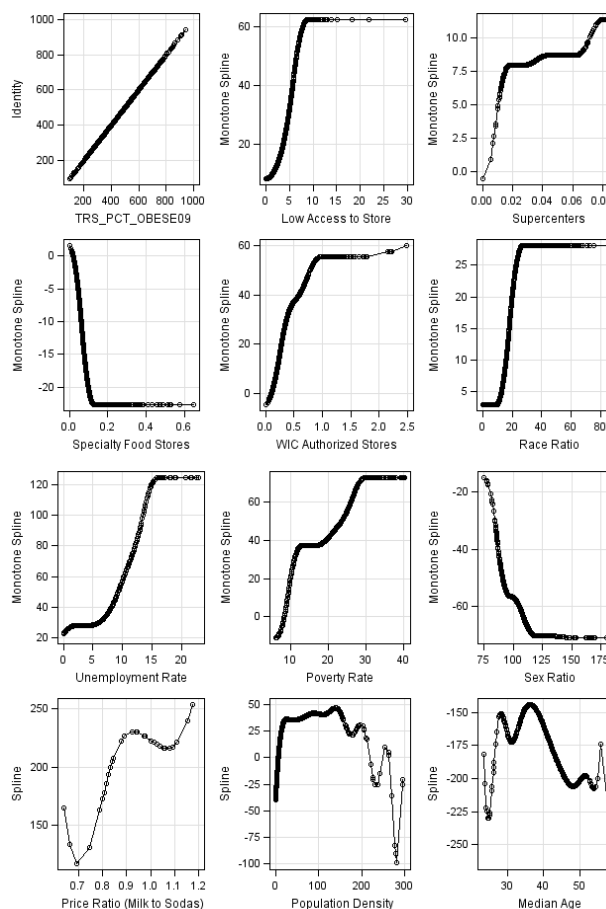 Identity
1000
800
600
400
200
200 400 600 800 1000
TRS_PCT_OBESE09
Monotone Spline
60
40
20
0 5 10 15 20 25 30
Low Access to Store
Monotone Spline
10.0
7.5
5.0
2.5
0.0
0.00 0.02 0.04 0.06 0.08
Supercenters
Monotone Spline
0
-5
-10
-15
-20
0.0 0.2 0.4 0.6
Specialty Food Stores
Monotone Spline
60
40
20
0
0.0 0.5 1.0 1.5 2.0 2.5
WIC Authorized Stores
Monotone Spline
25
20
15
10
5
0 20 40 60 80
Race Ratio
Monotone Spline
120
100
80
60
40
20
0 5 10 15 20
Unemployment Rate
Monotone Spline
60
40
20
0
10 20 30 40
Poverty Rate
Monotone Spline
-20
-40
-60
75 100 125 150 175
Sex Ratio
Spline
250
200
150
0.7 0.8 0.9 1.0 1.1 1.2
Price Ratio (Milk to Sodas)
Spline
50
25
0
-25
-50
-75
-100
0 100 200 300
Population Density
Spline
-150
-175
-200
-225
-250
30 40 50
Median Age